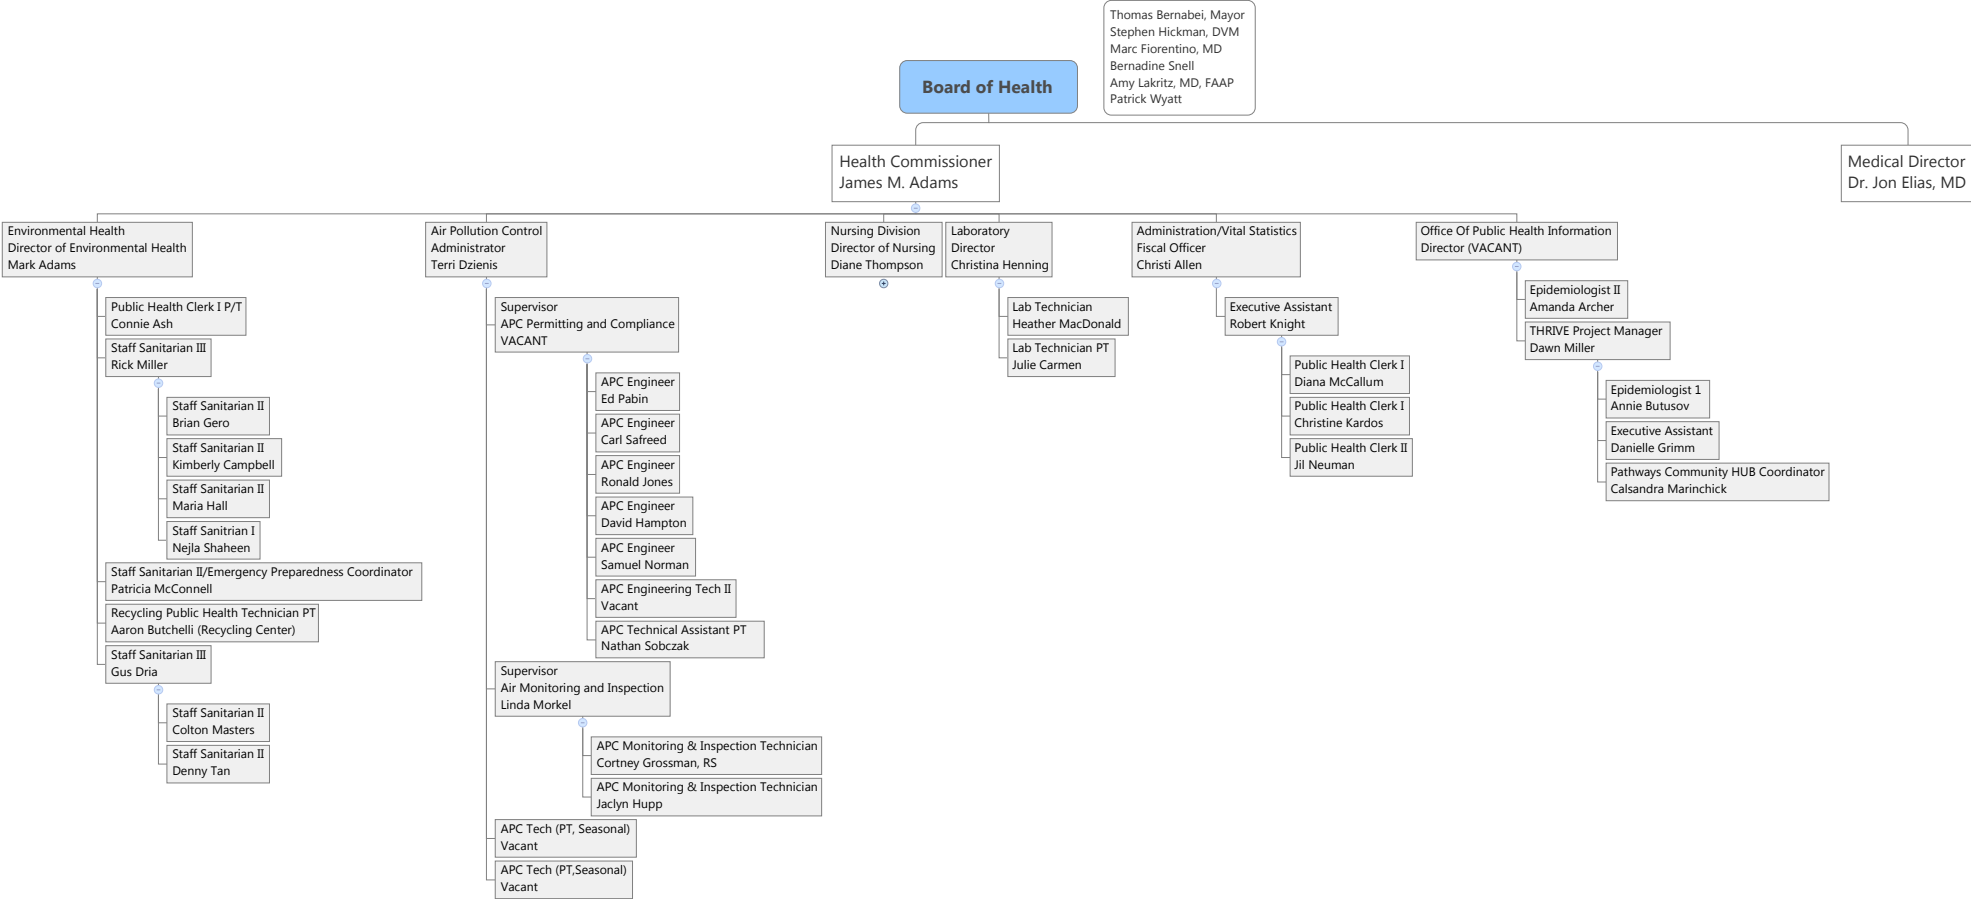 Thomas Bernabei, Mayor
Stephen Hickman, DVM
Marc Fiorentino, MD
Bernadine Snell
Amy Lakritz, MD, FAAP
Patrick Wyatt
Board of Health
Health Commissioner
James M. Adams
Medical Director
Dr. Jon Elias, MD
Environmental Health
Director of Environmental Health
Mark Adams
Public Health Clerk I P/T
Connie Ash
Staff Sanitarian III
Rick Miller
Staff Sanitarian II
Brian Gero
Staff Sanitarian II
Kimberly Campbell
Staff Sanitarian II
Maria Hall
Staff Sanitrian I
Nejla Shaheen
Staff Sanitarian II/Emergency Preparedness Coordinator
Patricia McConnell
Recycling Public Health Technician PT
Aaron Butchelli (Recycling Center)
Staff Sanitarian III
Gus Dria
Staff Sanitarian II
Colton Masters
Staff Sanitarian II
Denny Tan
Air Pollution Control
Administrator
Terri Dzienis
Supervisor
APC Permitting and Compliance
VACANT
APC Engineer
Ed Pabin
APC Engineer
Carl Safreed
APC Engineer
Ronald Jones
APC Engineer
David Hampton
APC Engineer
Samuel Norman
APC Engineering Tech II
Vacant
APC Technical Assistant PT
Nathan Sobczak
Supervisor
Air Monitoring and Inspection
Linda Morkel
APC Monitoring & Inspection Technician
Cortney Grossman, RS
APC Monitoring & Inspection Technician
Jaclyn Hupp
APC Tech (PT, Seasonal)
Vacant
APC Tech (PT,Seasonal)
Vacant
Nursing Division
Director of Nursing
Diane Thompson
Laboratory
Director
Christina Henning
Lab Technician
Heather MacDonald
Lab Technician PT
Julie Carmen
Administration/Vital Statistics
Fiscal Officer
Christi Allen
Executive Assistant
Robert Knight
Public Health Clerk I
Diana McCallum
Public Health Clerk I
Christine Kardos
Public Health Clerk II
Jil Neuman
Office Of Public Health Information
Director (VACANT)
Epidemiologist II
Amanda Archer
THRIVE Project Manager
Dawn Miller
Epidemiologist 1
Annie Butusov
Executive Assistant
Danielle Grimm
Pathways Community HUB Coordinator
Calsandra Marinchick